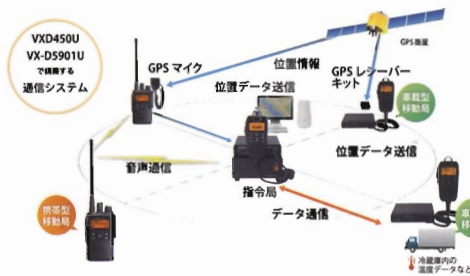 VXD450U
VX-D5901U
で構築する
通信システム
GPS マイク
位置情報
GPS衛星
位置データ送信
GPS レシーバー
キット
車載型
移動局
音声通信
位置データ送信
指令局
データ通信
携帯型
移動局
車
移
冷蔵庫内の
温度データなど